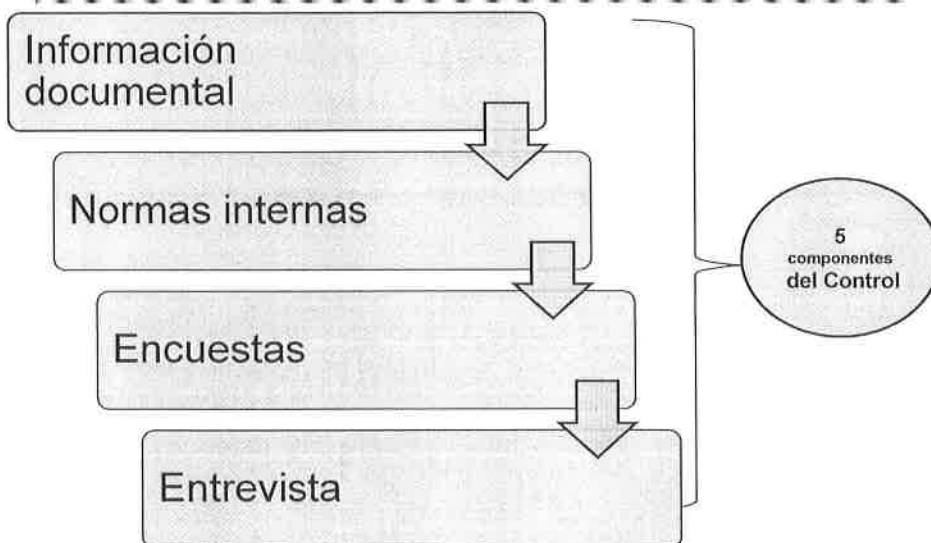 Información
documental
Normas internas
Encuestas
Entrevista
5
componentes
del Control